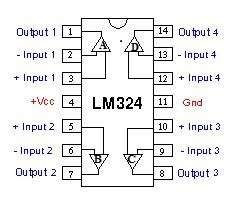 Output 1 1 14 Output 4
- Input 1 2 A D 13 - Input 4
+ Input 1 3 12 + Input 4
+Vcc 4 LM324 11 Gnd
+ Input 2 5 10 + Input 3
- Input 2 6 B C 9 - Input 3
Output 2 7 8 Output 3